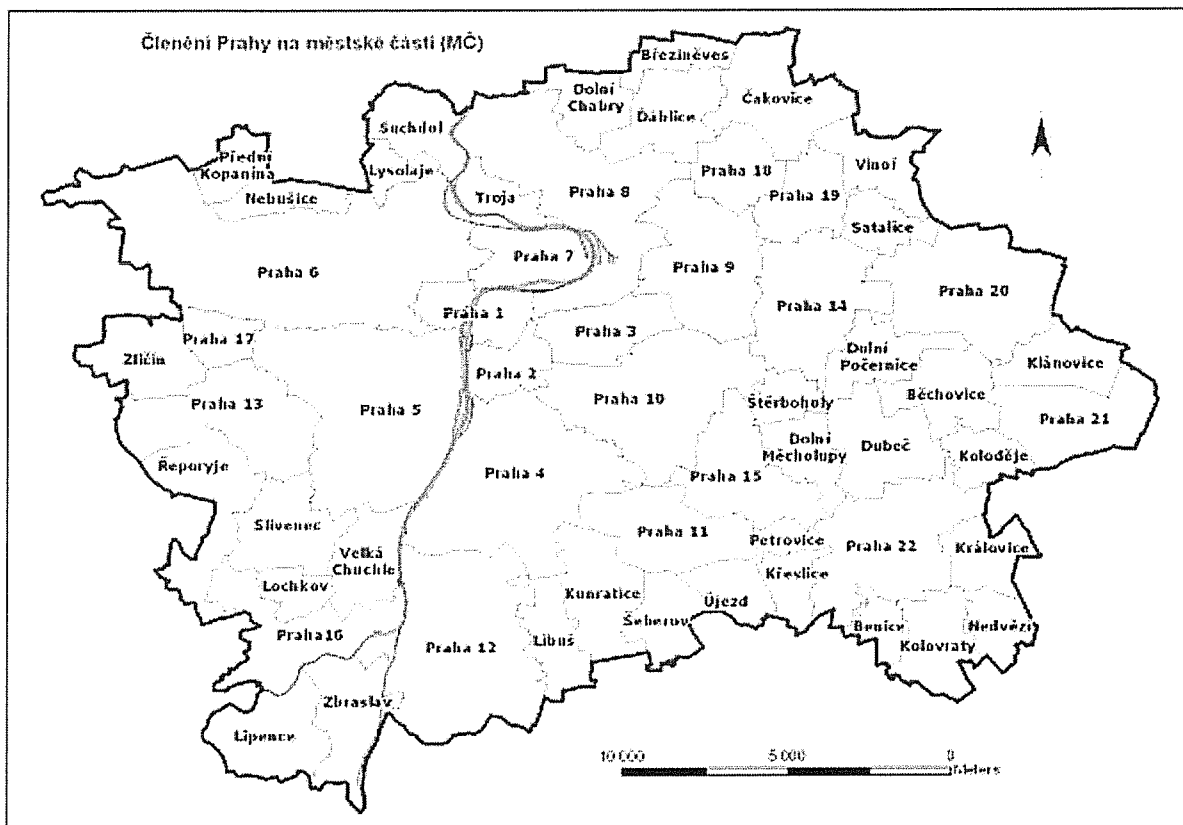 Členění Prahy na městské části (MČ)
Březiněves
Dolní
Chabry
Ďáblice
Čakovice
Suchdol
Přední
Kopanina
Lysolaje
Nebušice
Troja
Praha 8
Praha 18
Praha 19
Vinoř
Satalice
Praha 7
Praha 9
Praha 6
Praha 20
Praha 14
Praha 1
Praha 3
Praha 17
Zličín
Praha 2
Dolní
Počernice
Klánovice
Praha 13
Praha 5
Praha 10
Štěrboholy
Běchovice
Praha 21
Řeporyje
Praha 4
Dolní
Měcholupy
Dubeč
Koloděje
Praha 15
Slivenec
Velká
Chuchle
Praha 11
Petrovice
Praha 22
Královice
Lochkov
Kunratice
Křeslice
Újezd
Praha16
Praha 12
Libuš
Šeberov
Benice
Kolovraty
Nedvězí
Zbraslav
Lipence
10 000
5 000
0
Meters